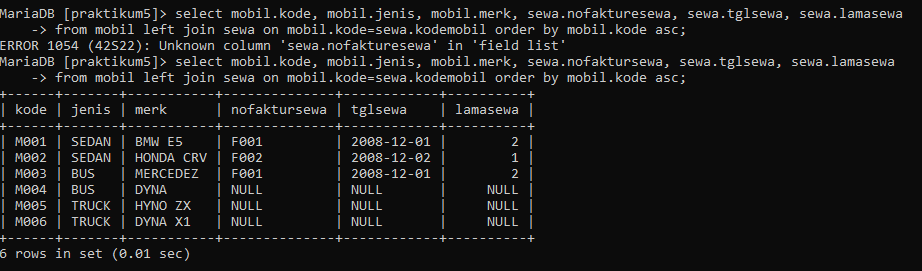 MariaDB [praktikum5]> select mobil.kode, mobil.jenis, mobil.merk, sewa.nofakturesewa, sewa.tglsewa, sewa.lamasewa
    -> from mobil left join sewa on mobil.kode=sewa.kodemobil order by mobil.kode asc;
ERROR 1054 (42S22): Unknown column 'sewa.nofakturesewa' in 'field list'
MariaDB [praktikum5]> select mobil.kode, mobil.jenis, mobil.merk, sewa.nofaktursewa, sewa.tglsewa, sewa.lamasewa
    -> from mobil left join sewa on mobil.kode=sewa.kodemobil order by mobil.kode asc;
+------+-------+-----------+--------------+------------+----------+
| kode | jenis | merk      | nofaktursewa | tglsewa    | lamasewa |
+------+-------+-----------+--------------+------------+----------+
| M001 | SEDAN | BMW E5    | F001         | 2008-12-01 |        2 |
| M002 | SEDAN | HONDA CRV | F002         | 2008-12-02 |        1 |
| M003 | BUS   | MERCEDEZ  | F001         | 2008-12-01 |        2 |
| M004 | BUS   | DYNA      | NULL         | NULL       |     NULL |
| M005 | TRUCK | HYNO ZX   | NULL         | NULL       |     NULL |
| M006 | TRUCK | DYNA X1   | NULL         | NULL       |     NULL |
+------+-------+-----------+--------------+------------+----------+
6 rows in set (0.01 sec)